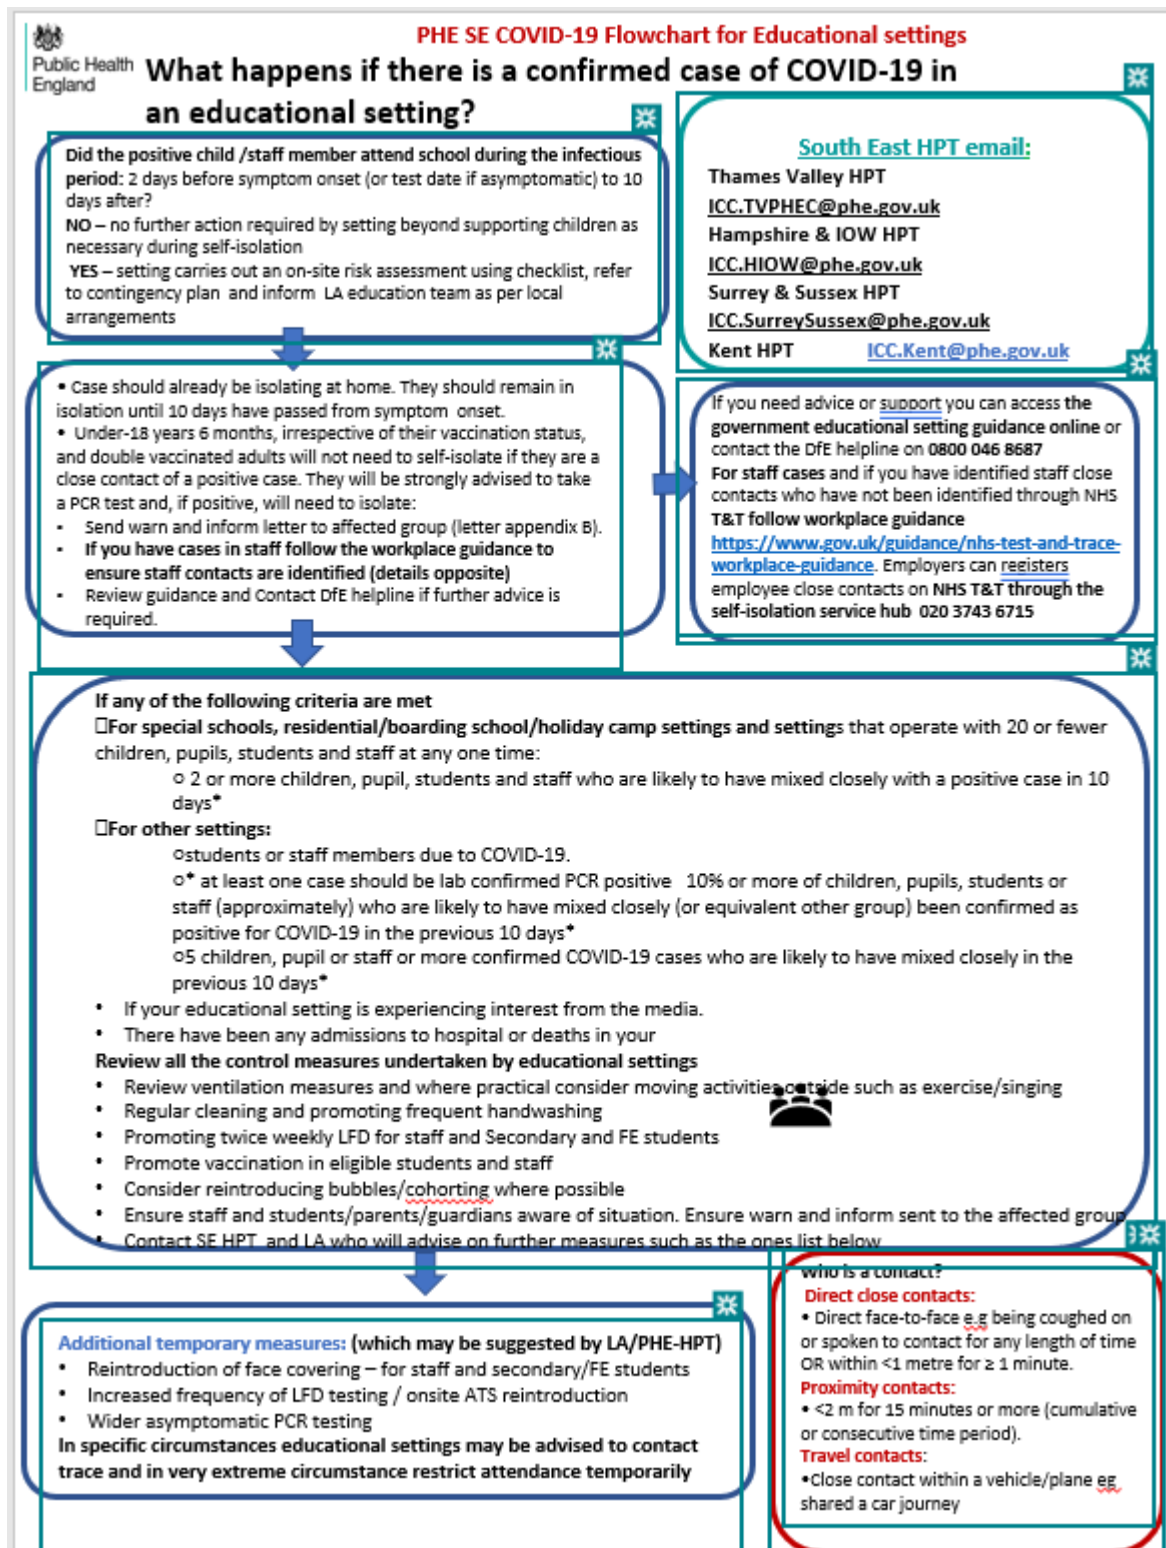 PHE SE COVID-19 Flowchart for Educational settings
Public Health
England
What happens if there is a confirmed case of COVID-19 in
an educational setting?
Did the positive child /staff member attend school during the infectious
period: 2 days before symptom onset (or test date if asymptomatic) to 10
days after?
NO – no further action required by setting beyond supporting children as
necessary during self-isolation
YES – setting carries out an on-site risk assessment using checklist, refer
to contingency plan and inform LA education team as per local
arrangements
South East HPT email:
Thames Valley HPT
ICC.TVPHEC@phe.gov.uk
Hampshire & IOW HPT
ICC.HIOW@phe.gov.uk
Surrey & Sussex HPT
ICC.SurreySussex@phe.gov.uk
Kent HPT ICC.Kent@phe.gov.uk
• Case should already be isolating at home. They should remain in
isolation until 10 days have passed from symptom onset.
• Under-18 years 6 months, irrespective of their vaccination status,
and double vaccinated adults will not need to self-isolate if they are a
close contact of a positive case. They will be strongly advised to take
a PCR test and, if positive, will need to isolate:
- Send warn and inform letter to affected group (letter appendix B).
- If you have cases in staff follow the workplace guidance to
ensure staff contacts are identified (details opposite)
- Review guidance and Contact DfE helpline if further advice is
required.
If you need advice or support you can access the
government educational setting guidance online or
contact the DfE helpline on 0800 046 8687
For staff cases and if you have identified staff close
contacts who have not been identified through NHS
T&T follow workplace guidance
https://www.gov.uk/guidance/nhs-test-and-trace-
workplace-guidance. Employers can registers
employee close contacts on NHS T&T through the
self-isolation service hub 020 3743 6715
If any of the following criteria are met
☐For special schools, residential/boarding school/holiday camp settings and settings that operate with 20 or fewer
children, pupils, students and staff at any one time:
○ 2 or more children, pupil, students and staff who are likely to have mixed closely with a positive case in 10
days*
☐For other settings:
○students or staff members due to COVID-19.
○* at least one case should be lab confirmed PCR positive 10% or more of children, pupils, students or
staff (approximately) who are likely to have mixed closely (or equivalent other group) been confirmed as
positive for COVID-19 in the previous 10 days*
○5 children, pupil or staff or more confirmed COVID-19 cases who are likely to have mixed closely in the
previous 10 days*
• If your educational setting is experiencing interest from the media.
• There have been any admissions to hospital or deaths in your
Review all the control measures undertaken by educational settings
• Review ventilation measures and where practical consider moving activities outside such as exercise/singing
• Regular cleaning and promoting frequent handwashing
• Promoting twice weekly LFD for staff and Secondary and FE students
• Promote vaccination in eligible students and staff
• Consider reintroducing bubbles/cohorting where possible
• Ensure staff and students/parents/guardians aware of situation. Ensure warn and inform sent to the affected group
• Contact SE HPT and LA who will advise on further measures such as the ones list below
Additional temporary measures: (which may be suggested by LA/PHE-HPT)
• Reintroduction of face covering – for staff and secondary/FE students
• Increased frequency of LFD testing / onsite ATS reintroduction
• Wider asymptomatic PCR testing
In specific circumstances educational settings may be advised to contact
trace and in very extreme circumstance restrict attendance temporarily
Who is a contact?
Direct close contacts:
• Direct face-to-face e.g being coughed on
or spoken to contact for any length of time
OR within <1 metre for ≥ 1 minute.
Proximity contacts:
• <2 m for 15 minutes or more (cumulative
or consecutive time period).
Travel contacts:
•Close contact within a vehicle/plane eg
shared a car journey